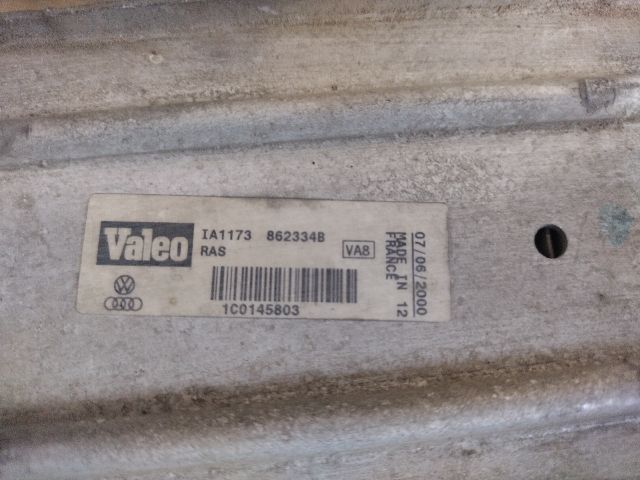 Valeo
IA1173 862334B
RAS
VA8
1C0145803
MADE IN 12
FRANCE
07/06/2000